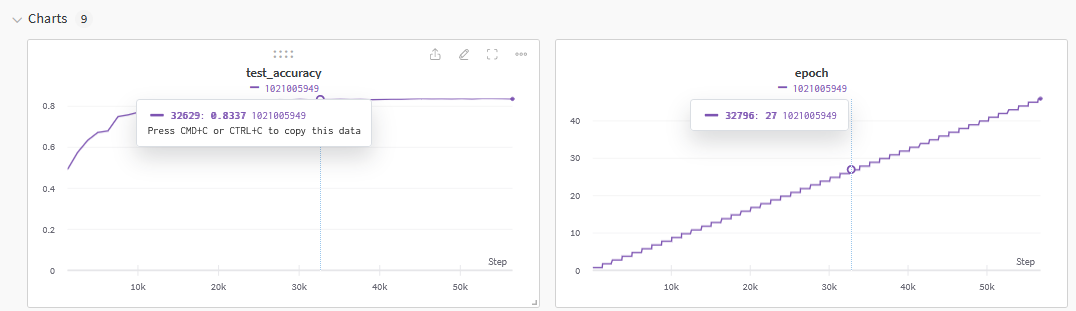 Charts 9
test_accuracy
1021005949
0.8
0.6
0.4
0.2
0
10k 20k 30k 40k 50k
Step
32629: 0.8337 1021005949
Press CMD+C or CTRL+C to copy this data
epoch
1021005949
40
30
20
10
0
10k 20k 30k 40k 50k
Step
32796: 27 1021005949